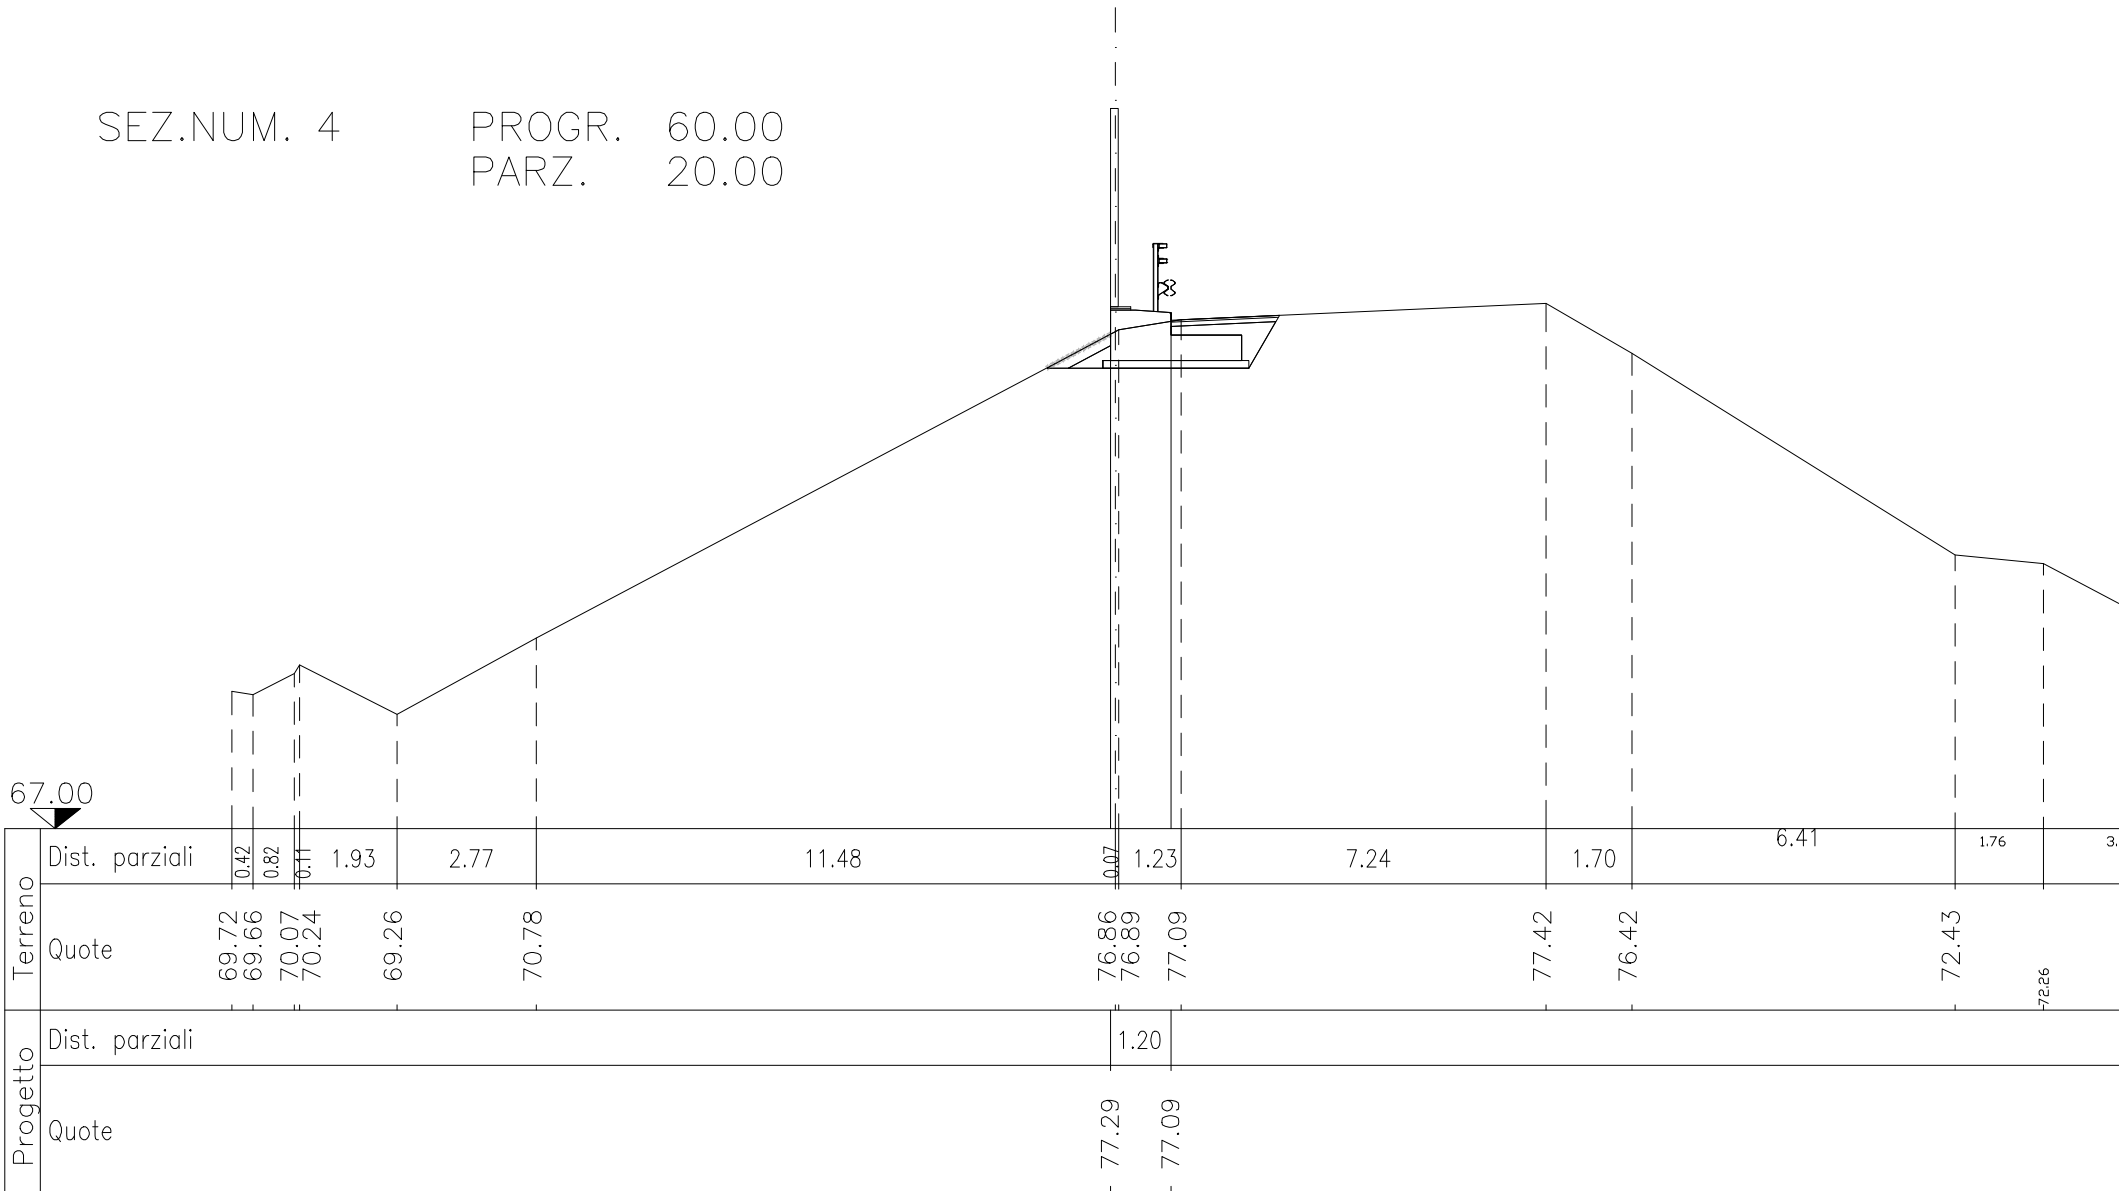 SEZ.NUM. 4 PROGR. 60.00
PARZ. 20.00
67.00
Terreno
Dist. parziali 0.42 0.82 0.11 1.93 2.77 11.48 0.07 1.23 7.24 1.70 6.41 1.76 3.
Quote 69.72 69.66 70.07 70.24 69.26 70.78 76.86 76.89 77.09 77.42 76.42 72.43 72.26
Progetto
Dist. parziali 1.20
Quote 77.29 77.09